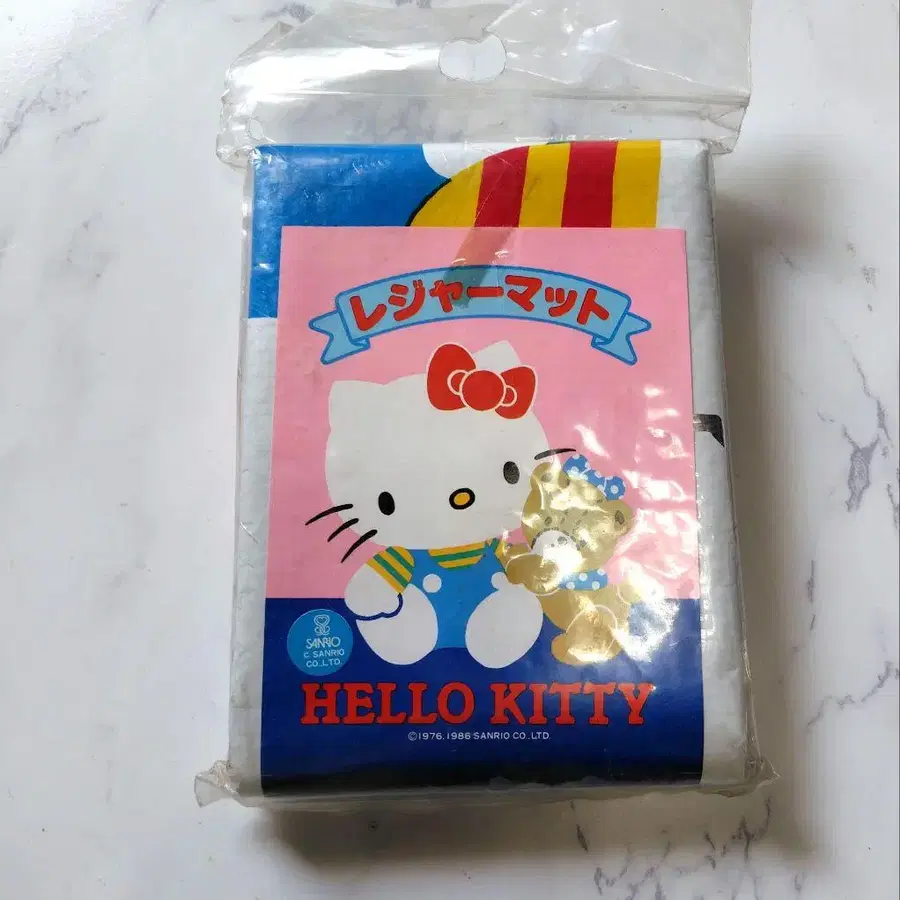 レジャーマット
SANRIO
© SANRIO
CO.,LTD.
HELLO KITTY
©1976,1986 SANRIO CO.,LTD.